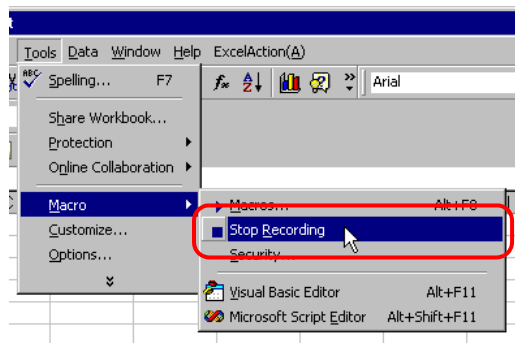 Tools Data Window Help ExcelAction(A)
ABC Spelling... F7
Arial
Share Workbook...
Protection
Online Collaboration
Macro
Macros... Alt+F8
Customize...
Stop Recording
Options...
Security...
Visual Basic Editor Alt+F11
Microsoft Script Editor Alt+Shift+F11